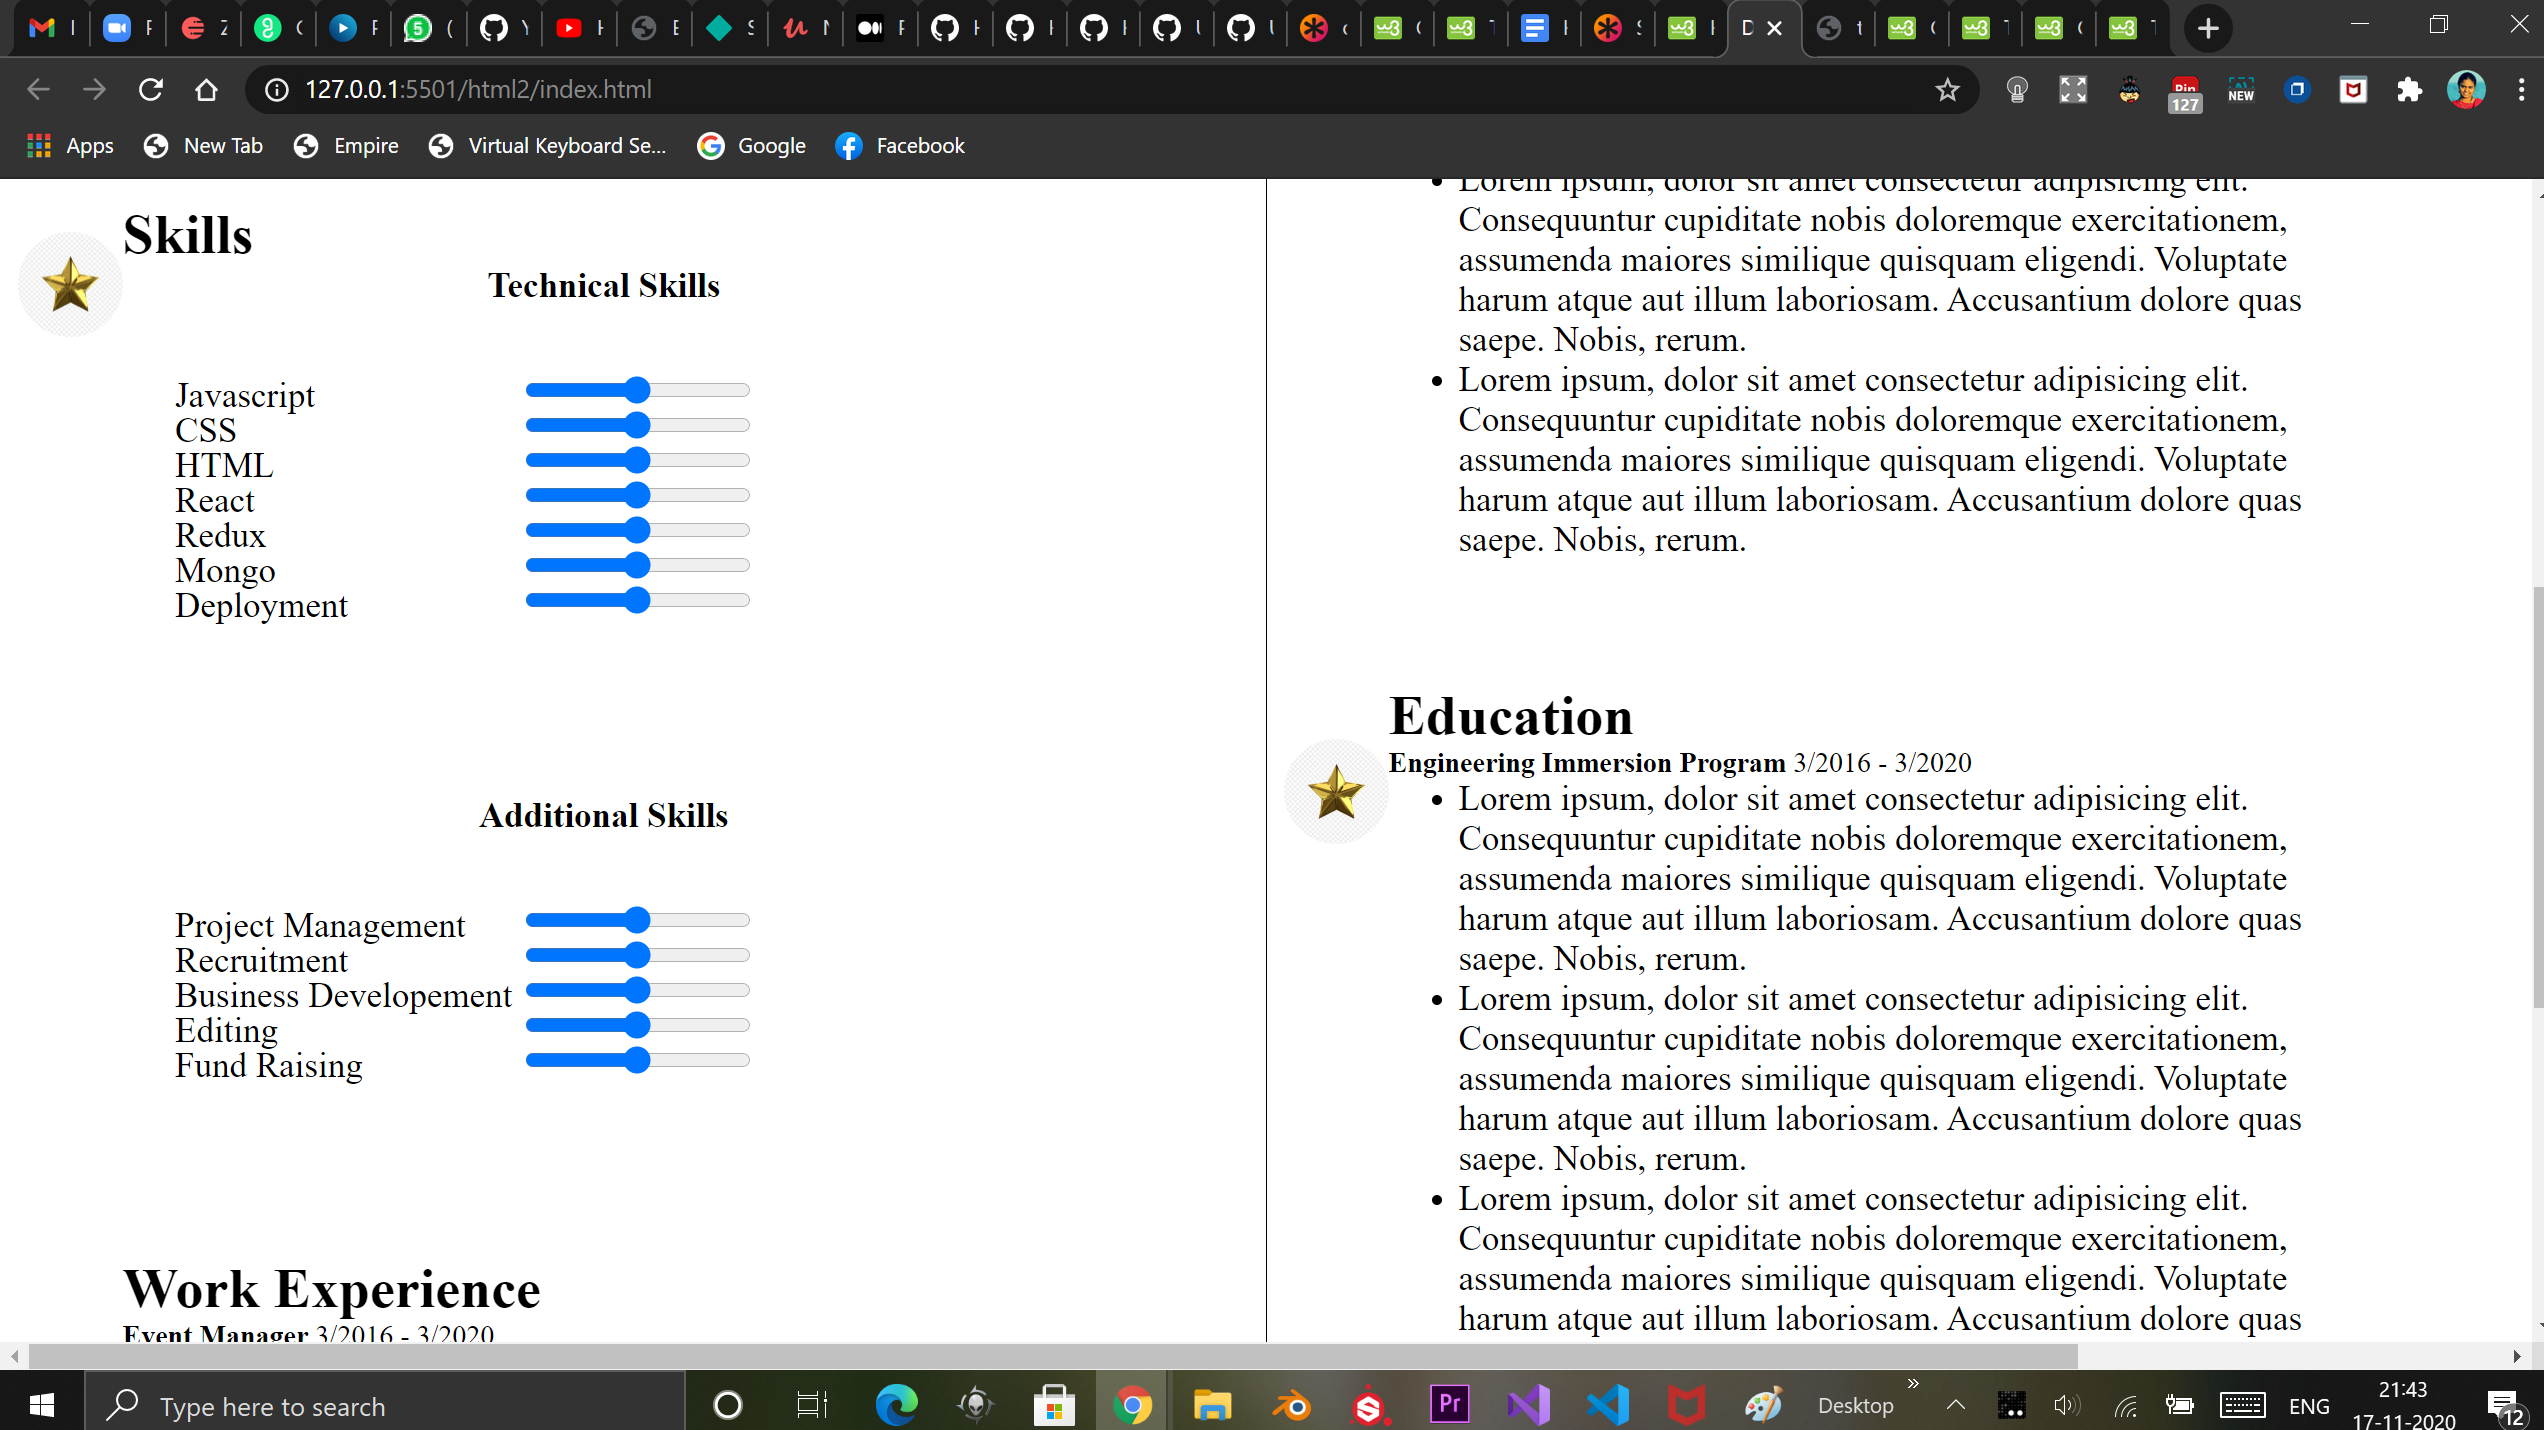 127.0.0.1:5501/html2/index.html
127
NEW
Apps
New Tab
Empire
Virtual Keyboard Se...
Google
Facebook
Skills
Technical Skills
Javascript
CSS
HTML
React
Redux
Mongo
Deployment
Additional Skills
Project Management
Recruitment
Business Developement
Editing
Fund Raising
Work Experience
Event Manager 3/2016 - 3/2020
Lorem ipsum, dolor sit amet consectetur adipisicing elit.
Consequuntur cupiditate nobis doloremque exercitationem,
assumenda maiores similique quisquam eligendi. Voluptate
harum atque aut illum laboriosam. Accusantium dolore quas
saepe. Nobis, rerum.
Lorem ipsum, dolor sit amet consectetur adipisicing elit.
Consequuntur cupiditate nobis doloremque exercitationem,
assumenda maiores similique quisquam eligendi. Voluptate
harum atque aut illum laboriosam. Accusantium dolore quas
saepe. Nobis, rerum.
Education
Engineering Immersion Program 3/2016 - 3/2020
Lorem ipsum, dolor sit amet consectetur adipisicing elit.
Consequuntur cupiditate nobis doloremque exercitationem,
assumenda maiores similique quisquam eligendi. Voluptate
harum atque aut illum laboriosam. Accusantium dolore quas
saepe. Nobis, rerum.
Lorem ipsum, dolor sit amet consectetur adipisicing elit.
Consequuntur cupiditate nobis doloremque exercitationem,
assumenda maiores similique quisquam eligendi. Voluptate
harum atque aut illum laboriosam. Accusantium dolore quas
saepe. Nobis, rerum.
Lorem ipsum, dolor sit amet consectetur adipisicing elit.
Consequuntur cupiditate nobis doloremque exercitationem,
assumenda maiores similique quisquam eligendi. Voluptate
harum atque aut illum laboriosam. Accusantium dolore quas
Type here to search
Pr
Desktop
ENG
21:43
17-11-2020
12